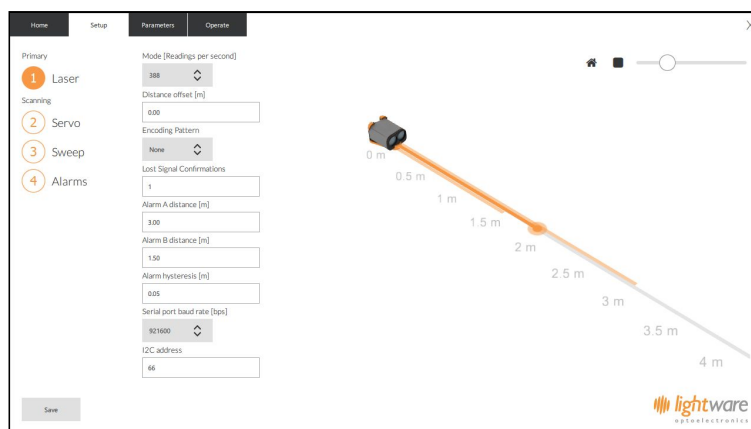 Home Setup Parameters Operate
Primary
1 Laser
Scanning
2 Servo
3 Sweep
4 Alarms
Save
Mode [Readings per second]
388
Distance offset [m]
0.00
Encoding Pattern
None
Lost Signal Confirmations
1
Alarm A distance [m]
3.00
Alarm B distance [m]
1.50
Alarm hysteresis [m]
0.05
Serial port baud rate [bps]
921600
I2C address
66
0 m
0.5 m
1 m
1.5 m
2 m
2.5 m
3 m
3.5 m
4 m
lightware
optoelectronics